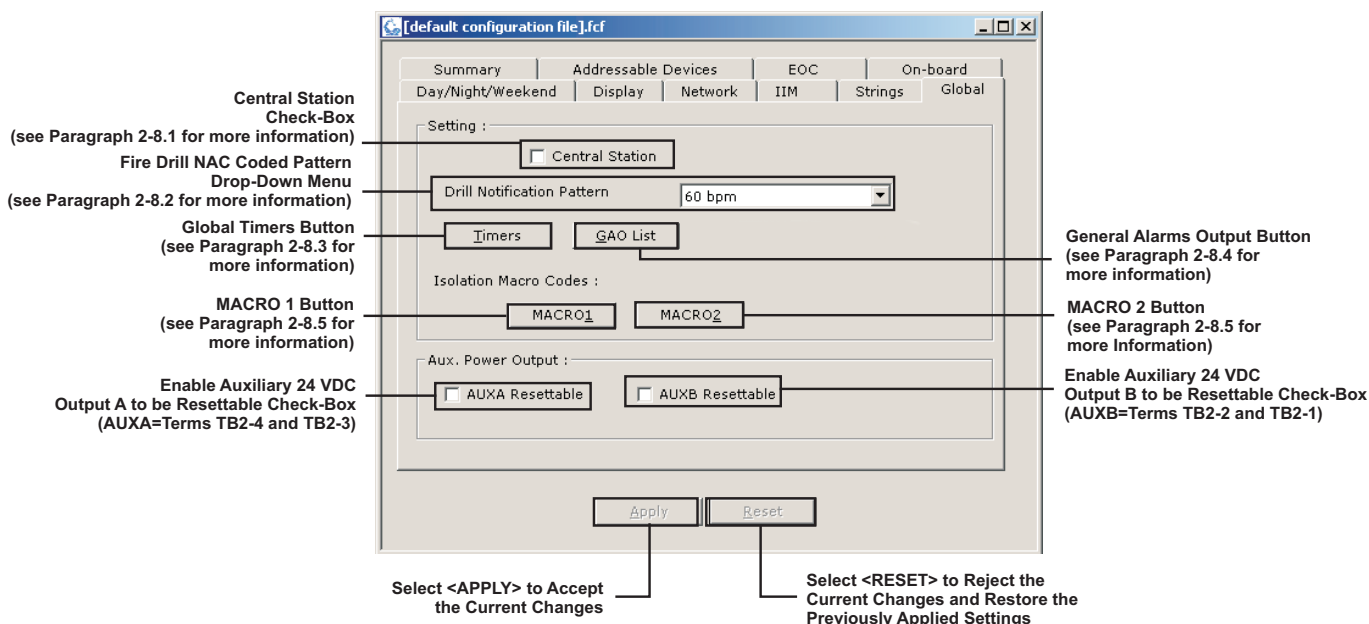 [default configuration file].fcf
Summary
Addressable Devices
EOC
On-board
Day/Night/Weekend
Display
Network
IIM
Strings
Global
Central Station
Check-Box
(see Paragraph 2-8.1 for more information)
Setting :
Central Station
Fire Drill NAC Coded Pattern
Drop-Down Menu
(see Paragraph 2-8.2 for more information)
Drill Notification Pattern
60 bpm
Global Timers Button
(see Paragraph 2-8.3 for
more information)
Timers
GAO List
General Alarms Output Button
(see Paragraph 2-8.4 for
more information)
Isolation Macro Codes :
MACRO 1 Button
(see Paragraph 2-8.5 for
more information)
MACRO1
MACRO2
MACRO 2 Button
(see Paragraph 2-8.5 for
more Information)
Aux. Power Output :
Enable Auxiliary 24 VDC
Output A to be Resettable Check-Box
(AUXA=Terms TB2-4 and TB2-3)
AUXA Resettable
AUXB Resettable
Enable Auxiliary 24 VDC
Output B to be Resettable Check-Box
(AUXB=Terms TB2-2 and TB2-1)
Apply
Reset
Select <APPLY> to Accept
the Current Changes
Select <RESET> to Reject the
Current Changes and Restore the
Previously Applied Settings